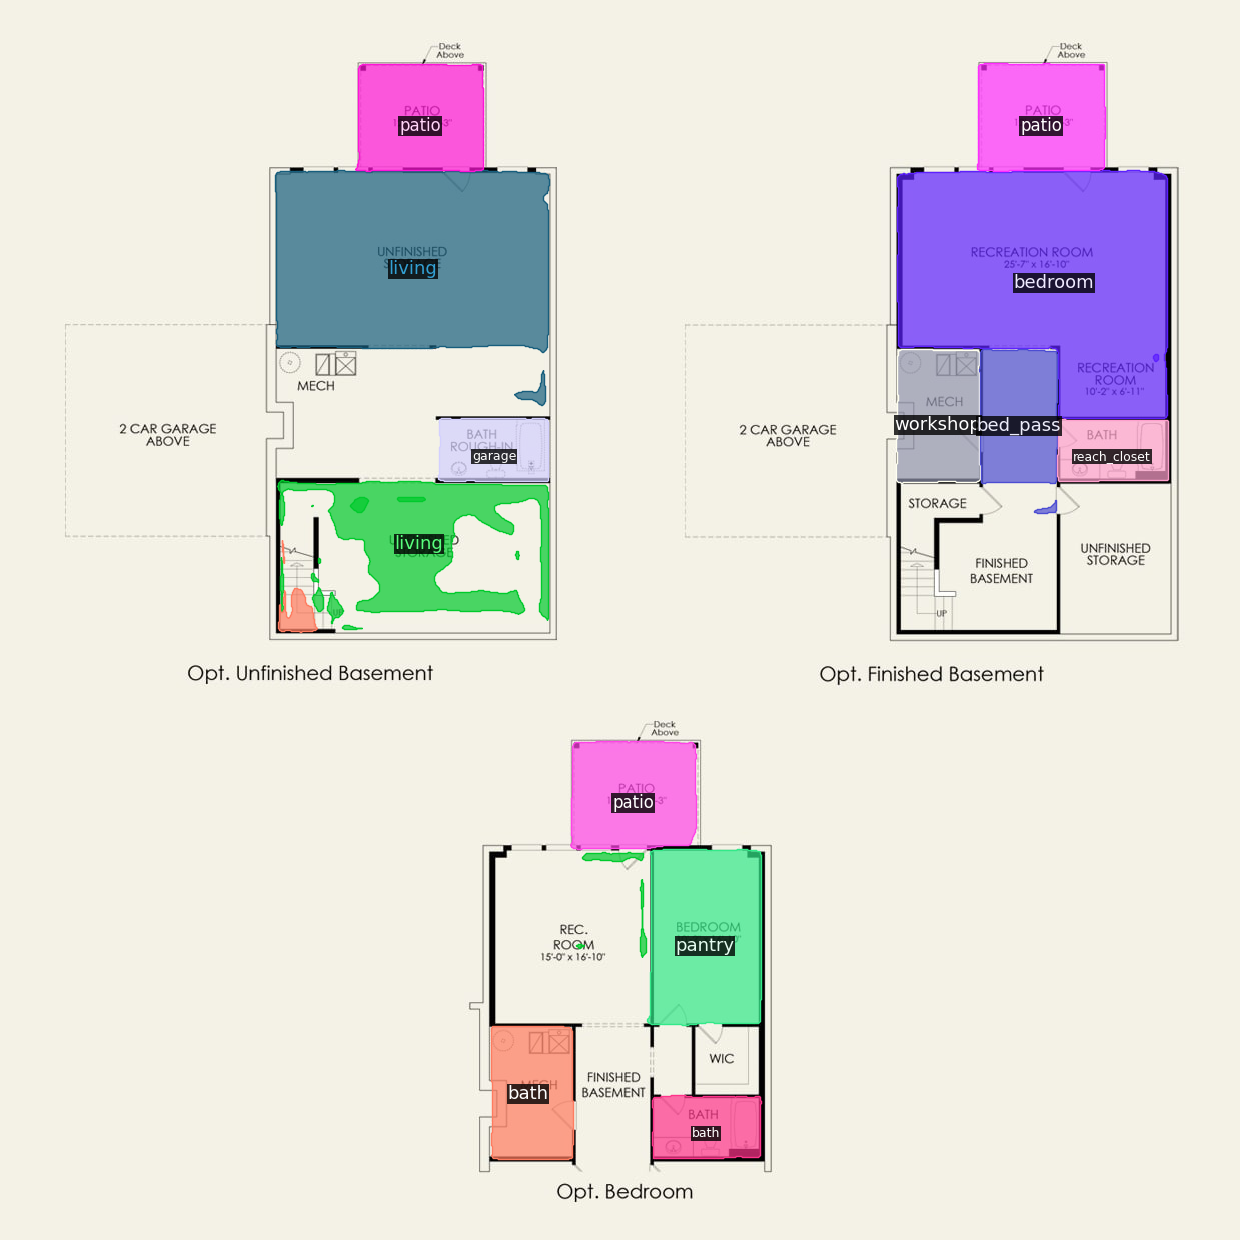 Deck
Above
PATIO
3"
patio
UNFINISHED
living
MECH
2 CAR GARAGE
ABOVE
BATH
ROUGH-IN
garage
living
STORAGE
UP
Opt. Unfinished Basement
Deck
Above
PATIO
3"
patio
RECREATION ROOM
25'-7" x 16'-10"
bedroom
RECREATION
ROOM
10'-2" x 6'-11"
MECH
workshop
bed_pass
2 CAR GARAGE
ABOVE
BATH
reach_closet
STORAGE
FINISHED
BASEMENT
UNFINISHED
STORAGE
UP
Opt. Finished Basement
Deck
Above
PATIO
3"
patio
REC.
ROOM
15'-0" x 16'-10"
BEDROOM
pantry
MECH
bath
FINISHED
BASEMENT
WIC
BATH
bath
Opt. Bedroom